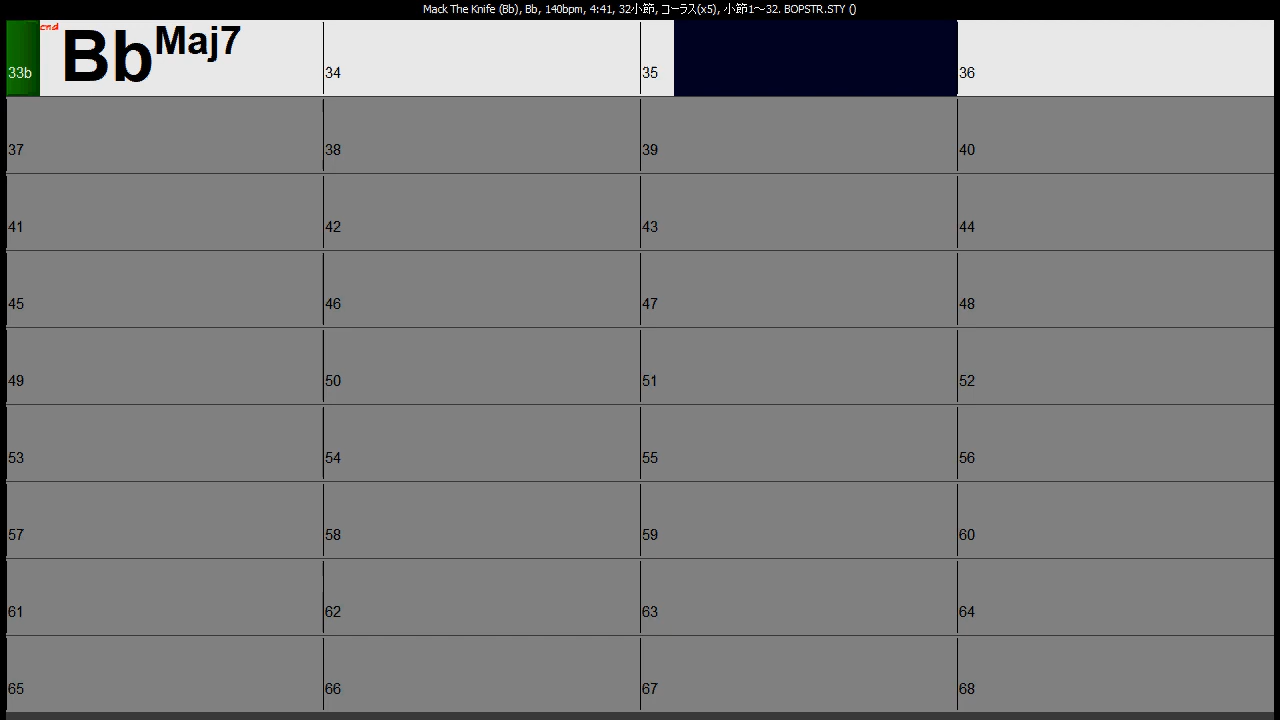 Mack The Knife (Bb), Bb, 140bpm, 4:41, 32小節, コーラス(x5), 小節1～32. BOPSTR.STY ()
end
33b BbMaj7 34 35 36
37 38 39 40
41 42 43 44
45 46 47 48
49 50 51 52
53 54 55 56
57 58 59 60
61 62 63 64
65 66 67 68